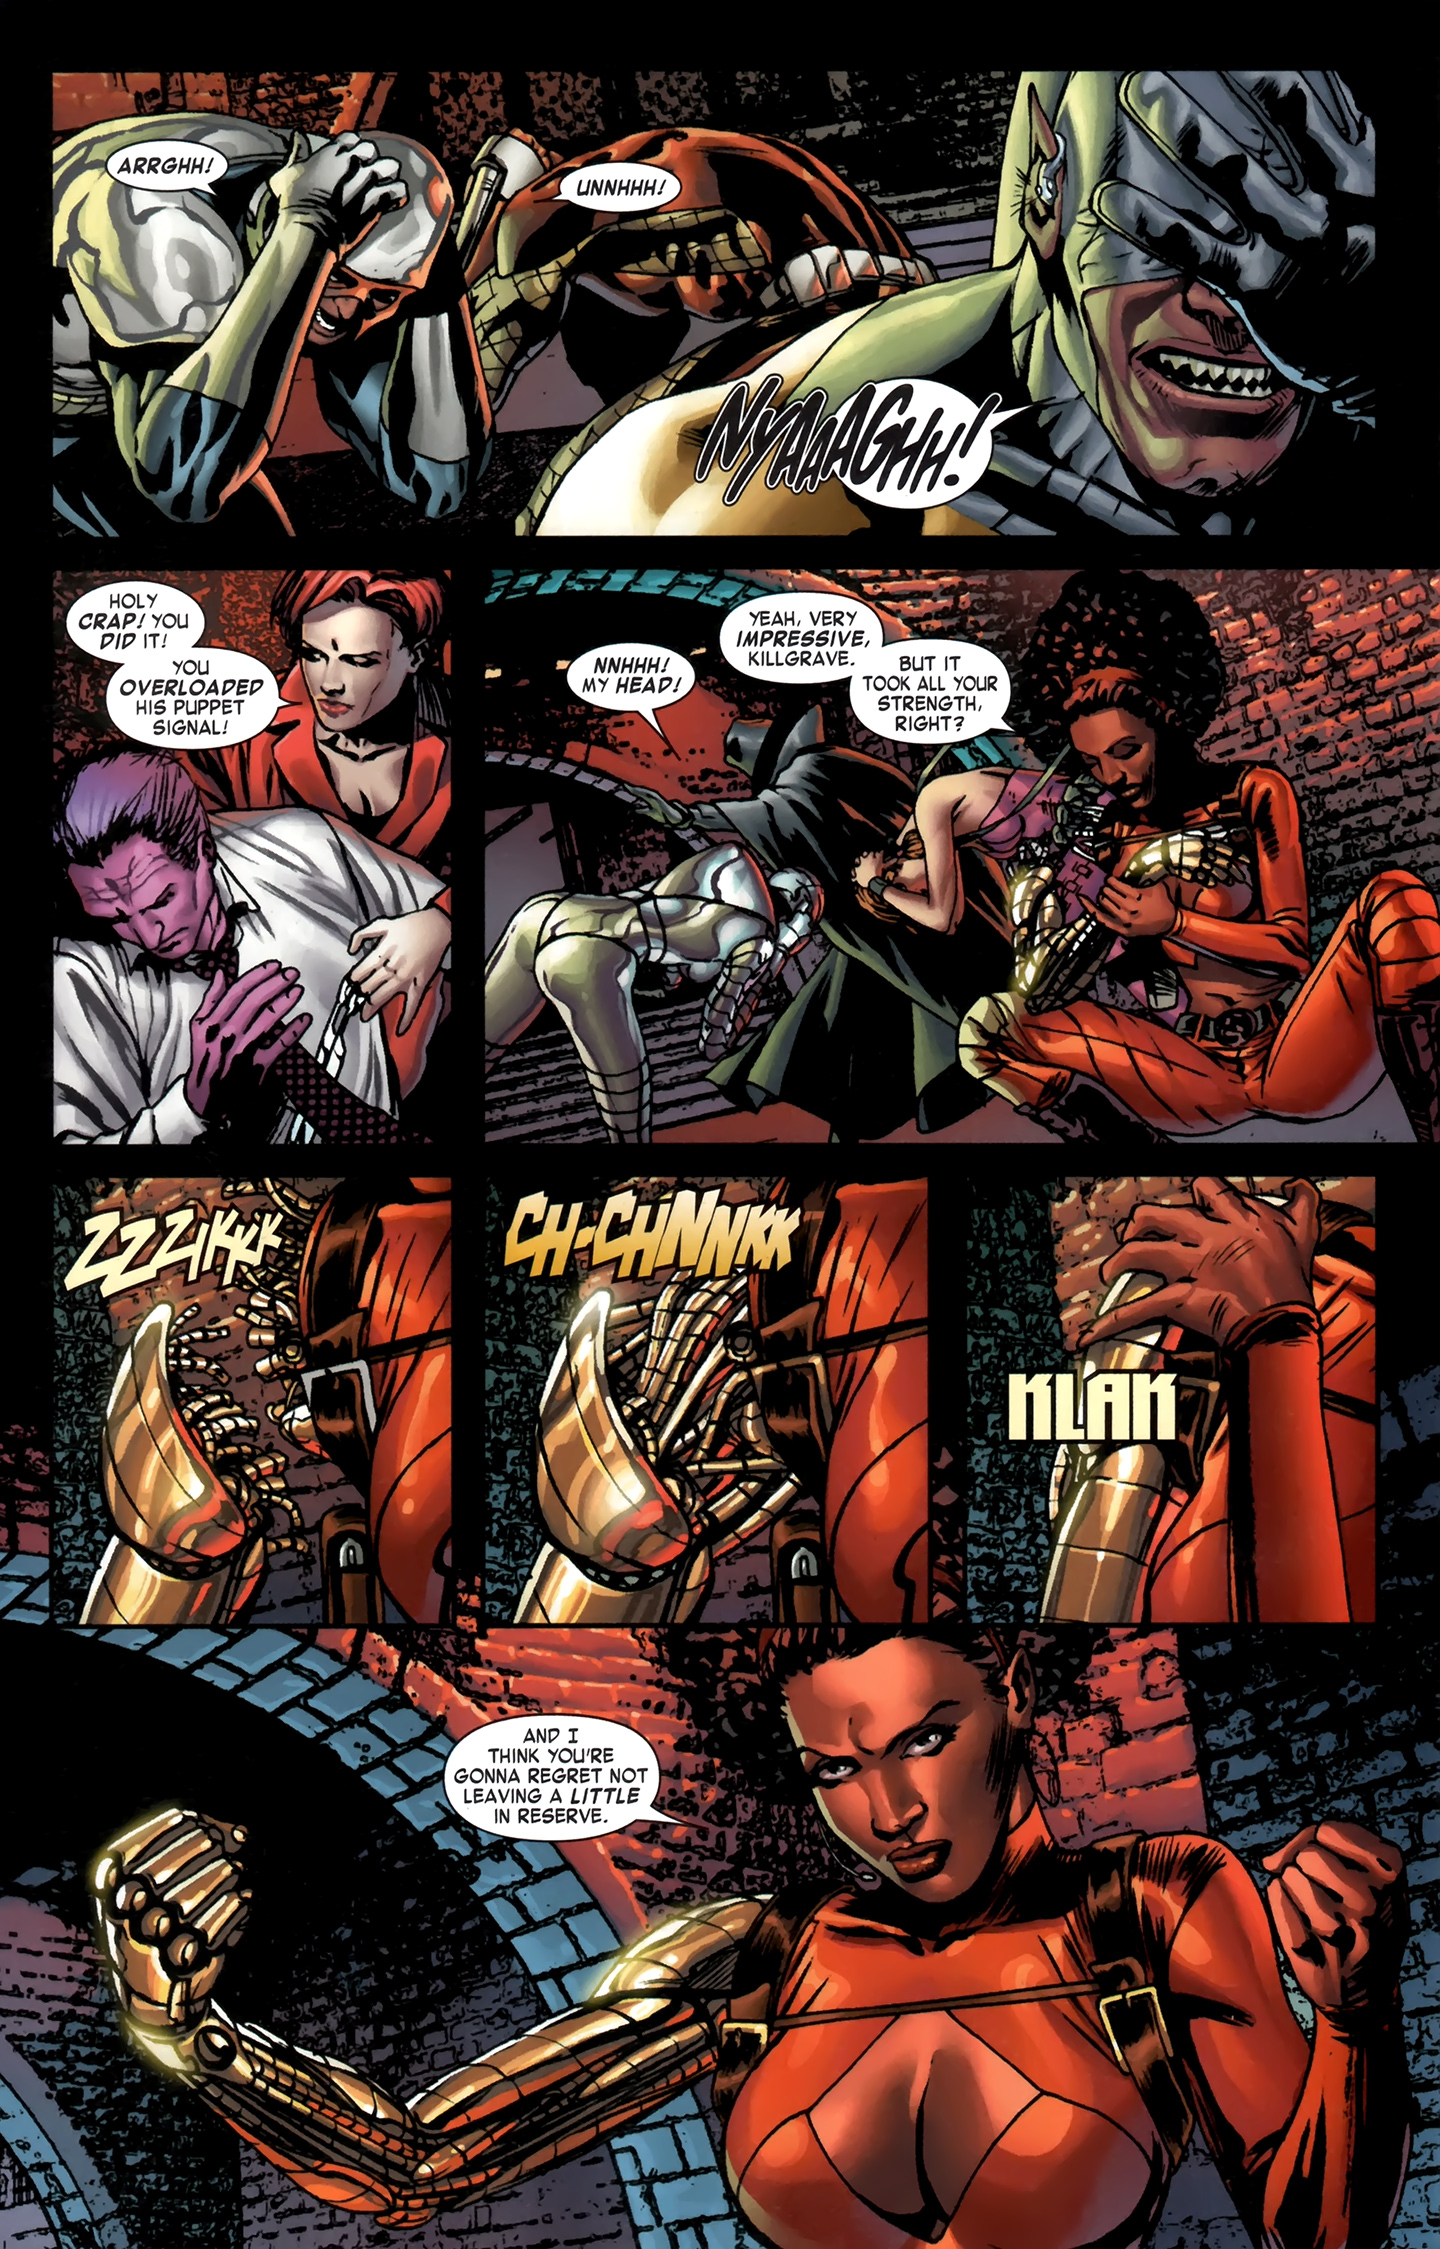 ARRGHH!
UNNHHH!
NYAAAGHH!
HOLY
CRAP! YOU
DID IT!
YOU
OVERLOADED
HIS PUPPET
SIGNAL!
NNHHH!
MY HEAD!
YEAH, VERY
IMPRESSIVE,
KILLGRAVE.
BUT IT
TOOK ALL YOUR
STRENGTH,
RIGHT?
ZZZZIKKK
CH-CHNNNKK
KLAK
AND I
THINK YOU'RE
GONNA REGRET NOT
LEAVING A LITTLE
IN RESERVE.